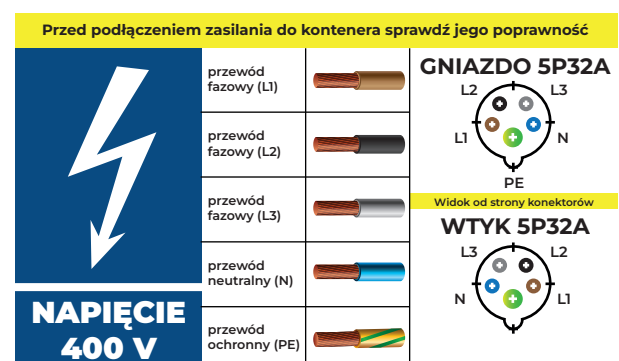 Przed podłączeniem zasilania do kontenera sprawdź jego poprawność
NAPIĘCIE
400 V
przewód
fazowy (L1)
przewód
fazowy (L2)
przewód
fazowy (L3)
przewód
neutralny (N)
przewód
ochronny (PE)
GNIAZDO 5P32A
L2 L3
L1 N
PE
Widok od strony konektorów
WTYK 5P32A
L3 L2
N L1